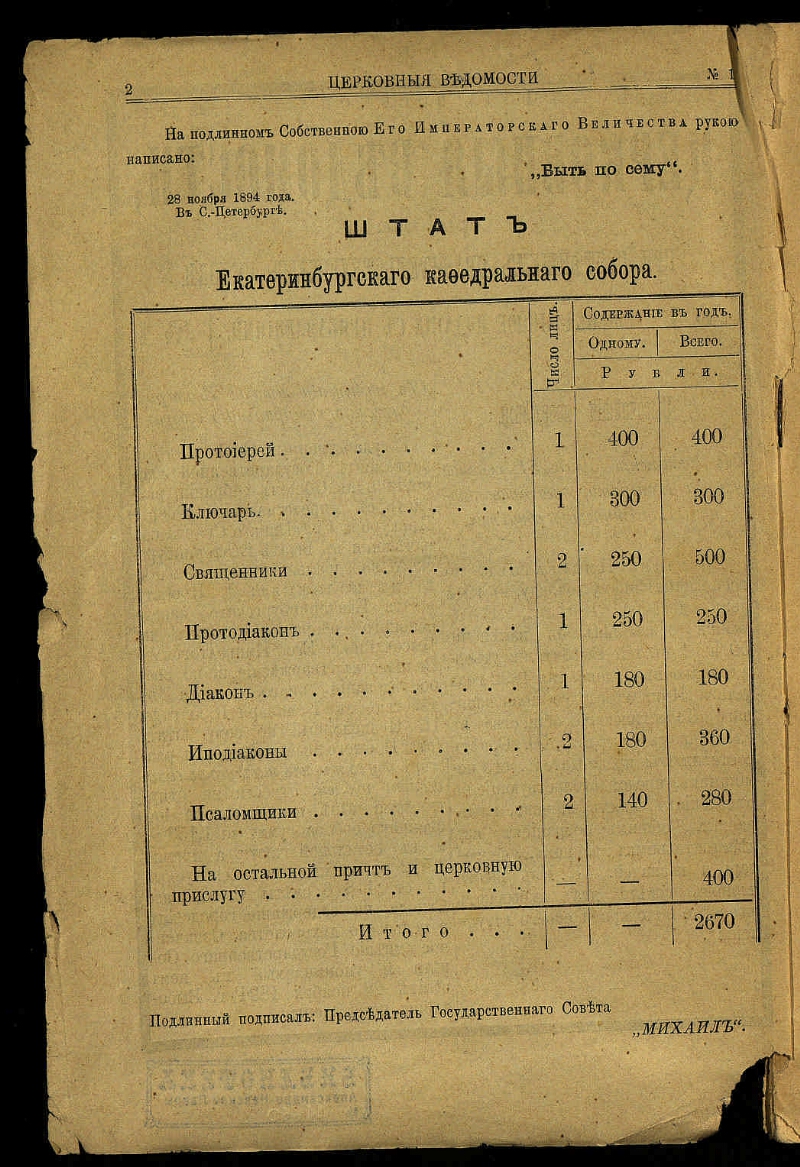 2
ЦЕРКОВНЫЯ ВѢДОМОСТИ
№ 1
На подлинномъ Собственною Его Императорскаго Величества рукою
написано:
„Быть по сему“.
28 ноября 1894 года.
Въ С.-Петербургѣ.
ШТАТЪ
Екатеринбургскаго каѳедральнаго собора.
Число лицъ.
Содержаніе въ годъ.
Одному. Всего.
Рубли.
Протоіерей . . . . . . . . . . 1 400 400
Ключарь. . . . . . . . . . . 1 300 300
Священники . . . . . . . . . 2 250 500
Протодіаконъ . . . . . . . . . 1 250 250
Діаконъ . . . . . . . . . . . 1 180 180
Иподіаконы . . . . . . . . . 2 180 360
Псаломщики . . . . . . . . . 2 140 280
На остальной причтъ и церковную
прислугу . . . . . . . . . . — — 400
Итого . . . . — — 2670
Подлинный подписалъ: Предсѣдатель Государственнаго Совѣта
„МИХАИЛЪ“.